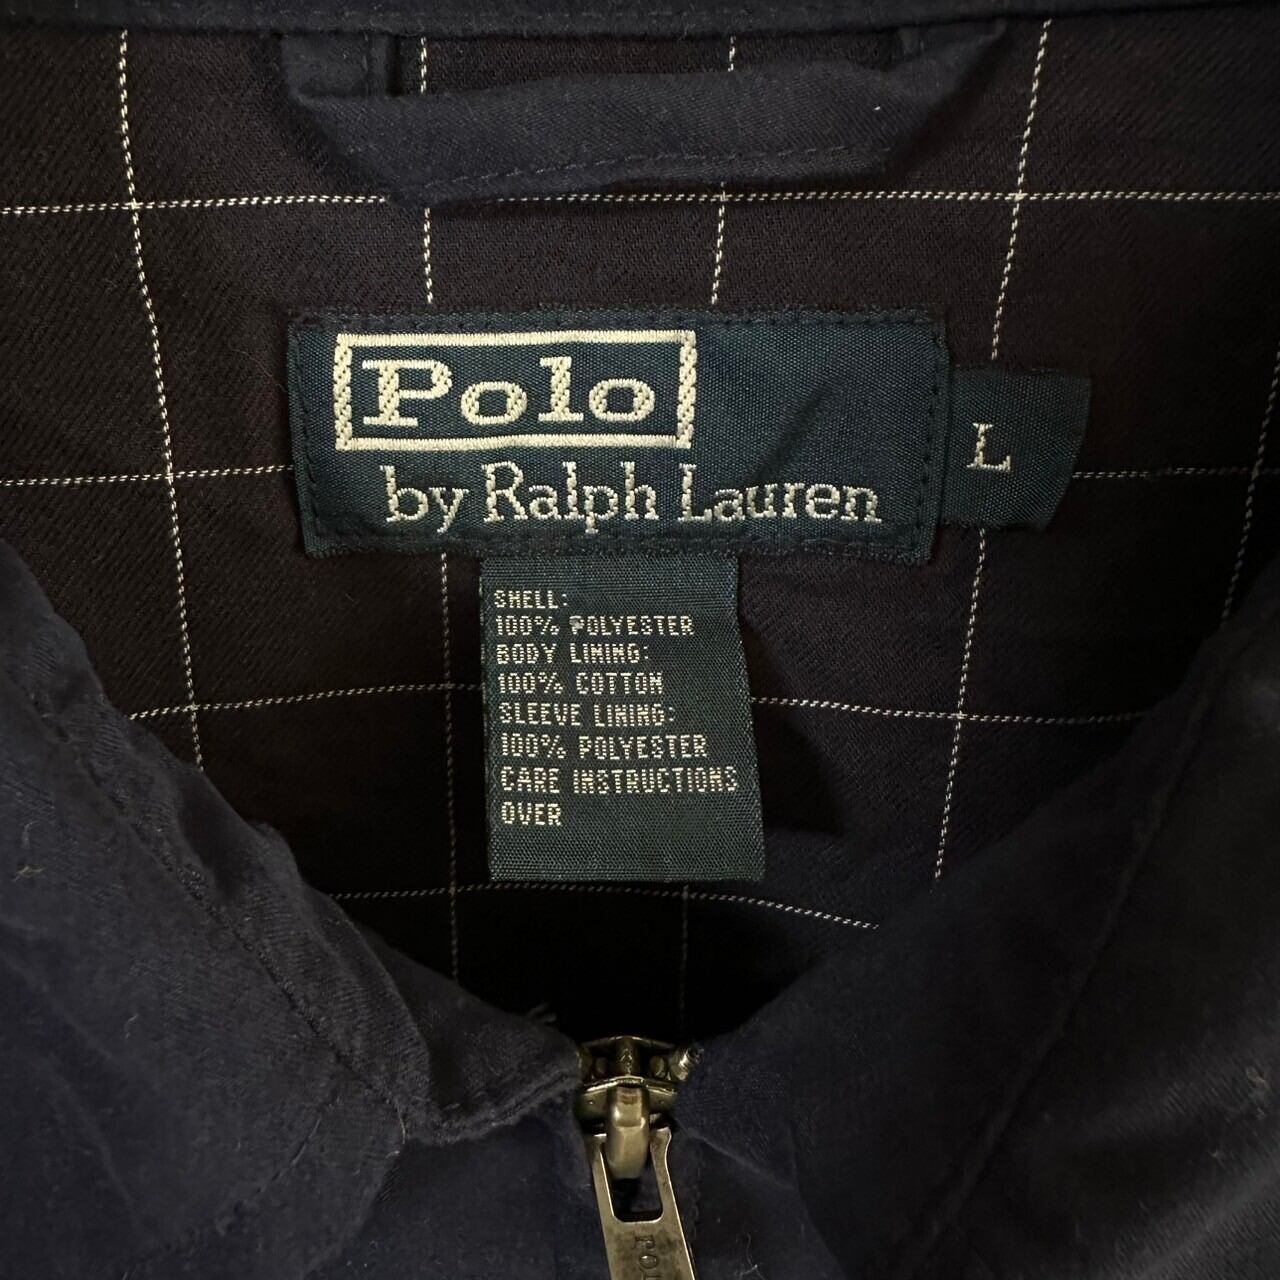 Polo
by Ralph Lauren
L
SHELL:
100% POLYESTER
BODY LINING:
100% COTTON
SLEEVE LINING:
100% POLYESTER
CARE INSTRUCTIONS
OVER